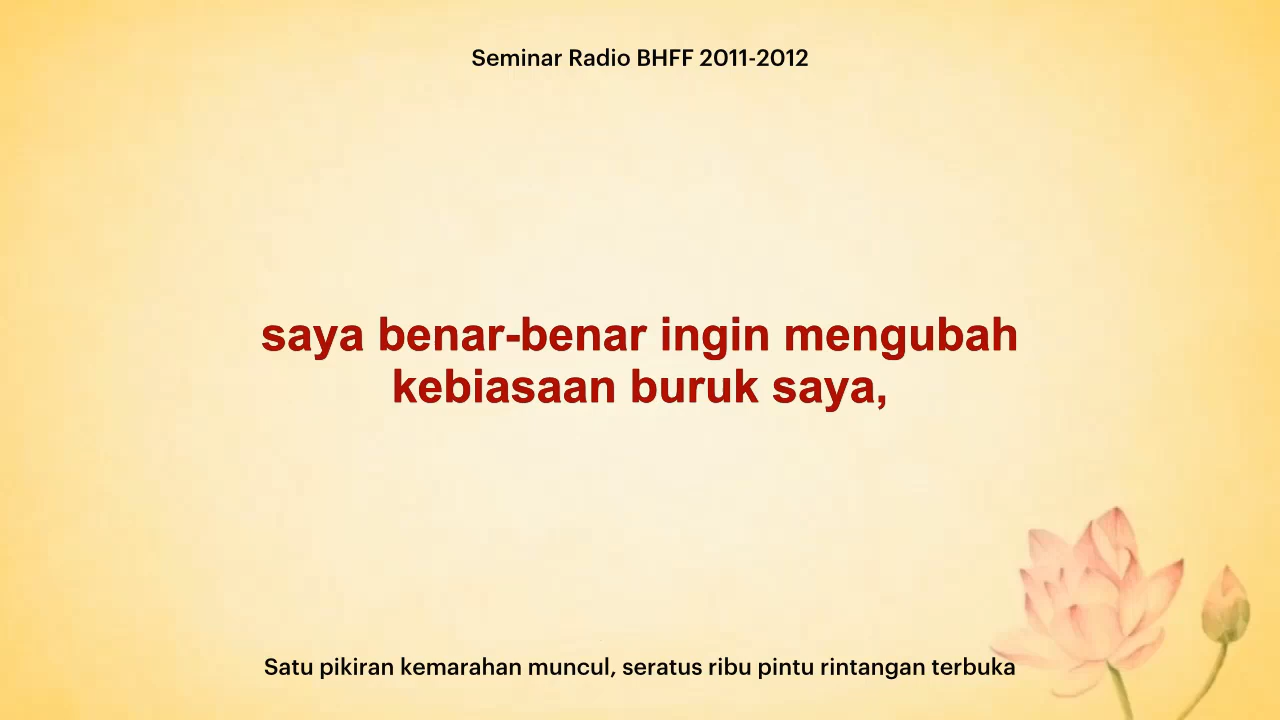 Seminar Radio BHFF 2011-2012
saya benar-benar ingin mengubah
kebiasaan buruk saya,
Satu pikiran kemarahan muncul, seratus ribu pintu rintangan terbuka